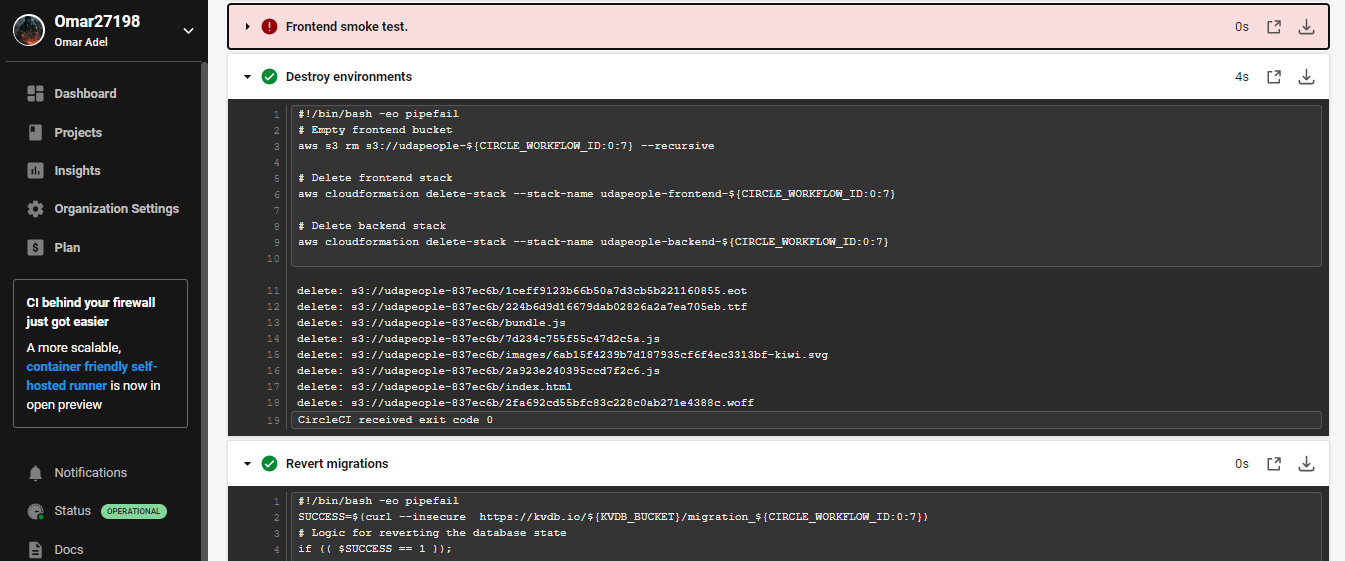 Omar27198
Omar Adel
Dashboard
Projects
Insights
Organization Settings
Plan
CI behind your firewall
just got easier
A more scalable,
container friendly self-
hosted runner is now in
open preview
Notifications
Status OPERATIONAL
Docs
Frontend smoke test. 0s
Destroy environments 4s
1 #!/bin/bash -eo pipefail
2 # Empty frontend bucket
3 aws s3 rm s3://udapeople-${CIRCLE_WORKFLOW_ID:0:7} --recursive
4
5 # Delete frontend stack
6 aws cloudformation delete-stack --stack-name udapeople-frontend-${CIRCLE_WORKFLOW_ID:0:7}
7
8 # Delete backend stack
9 aws cloudformation delete-stack --stack-name udapeople-backend-${CIRCLE_WORKFLOW_ID:0:7}
10
11 delete: s3://udapeople-837ec6b/1ceff9123b66b50a7d3cb5b221160855.eot
12 delete: s3://udapeople-837ec6b/224b6d9d16679dab02826a2a7ea705eb.ttf
13 delete: s3://udapeople-837ec6b/bundle.js
14 delete: s3://udapeople-837ec6b/7d234c755f55c47d2c5a.js
15 delete: s3://udapeople-837ec6b/images/6ab15f4239b7d187935cf6f4ec3313bf-kiwi.svg
16 delete: s3://udapeople-837ec6b/2a923e240395ccd7f2c6.js
17 delete: s3://udapeople-837ec6b/index.html
18 delete: s3://udapeople-837ec6b/2fa692cd55bfc83c228c0ab271e4388c.woff
19 CircleCI received exit code 0
Revert migrations 0s
1 #!/bin/bash -eo pipefail
2 SUCCESS=$(curl --insecure  https://kvdb.io/${KVDB_BUCKET}/migration_${CIRCLE_WORKFLOW_ID:0:7})
3 # Logic for reverting the database state
4 if (( $SUCCESS == 1 ));